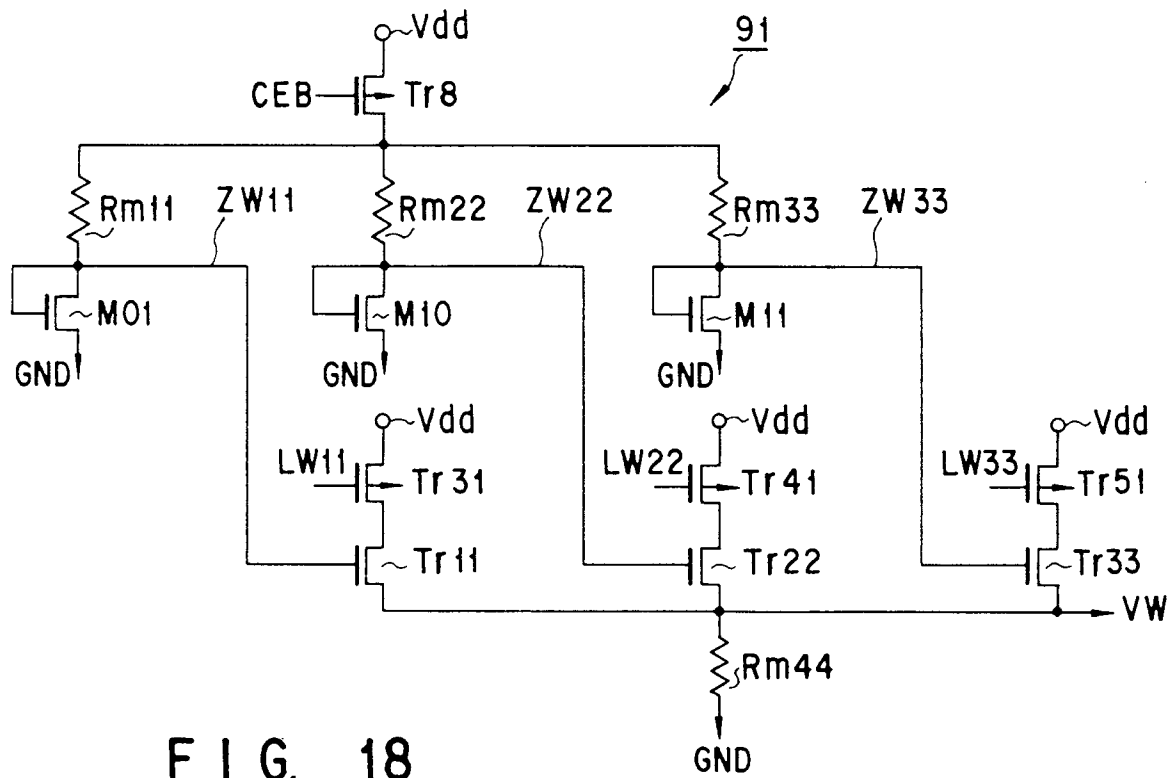 Vdd
91
CEB
Tr8
Rm11
ZW11
Rm22
ZW22
Rm33
ZW33
M01
M10
M11
GND
GND
GND
Vdd
Vdd
Vdd
LW11
Tr31
LW22
Tr41
LW33
Tr51
Tr11
Tr22
Tr33
VW
Rm44
GND
FIG. 18